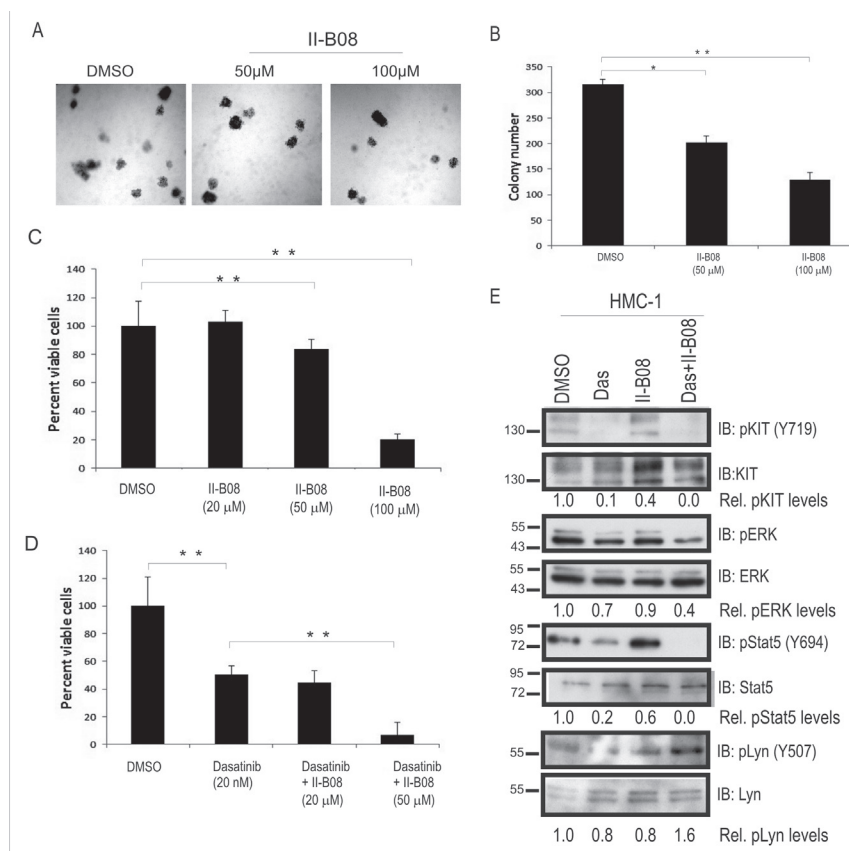 A
II-B08
DMSO
50µM
100µM
B
* *
*
350
300
250
200
150
100
50
0
Colony number
DMSO
II-B08
(50 µM)
II-B08
(100 µM)
C
* *
* *
140
120
100
80
60
40
20
0
Percent viable cells
DMSO
II-B08
(20 µM)
II-B08
(50 µM)
II-B08
(100 µM)
D
* *
* *
140
120
100
80
60
40
20
0
Percent viable cells
DMSO
Dasatinib
(20 nM)
Dasatinib
+ II-B08
(20 µM)
Dasatinib
+ II-B08
(50 µM)
E
HMC-1
DMSO
Das
II-B08
Das+II-B08
130
IB: pKIT (Y719)
130
IB:KIT
1.0 0.1 0.4 0.0 Rel. pKIT levels
55
43
IB: pERK
55
43
IB: ERK
1.0 0.7 0.9 0.4 Rel. pERK levels
95
72
IB: pStat5 (Y694)
95
72
IB: Stat5
1.0 0.2 0.6 0.0 Rel. pStat5 levels
55
IB: pLyn (Y507)
55
IB: Lyn
1.0 0.8 0.8 1.6 Rel. pLyn levels